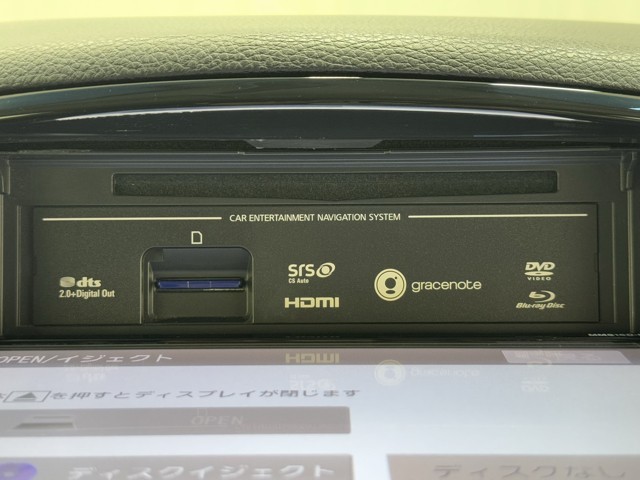 CAR ENTERTAINMENT NAVIGATION SYSTEM
dts
2.0+Digital Out
SRS
CS Auto
HDMI
gracenote
DVD
VIDEO
Blu-ray Disc
OPEN/イジェクト
を押すとディスプレイが閉じます
OPEN
ディスクイジェクト
ディスクなし